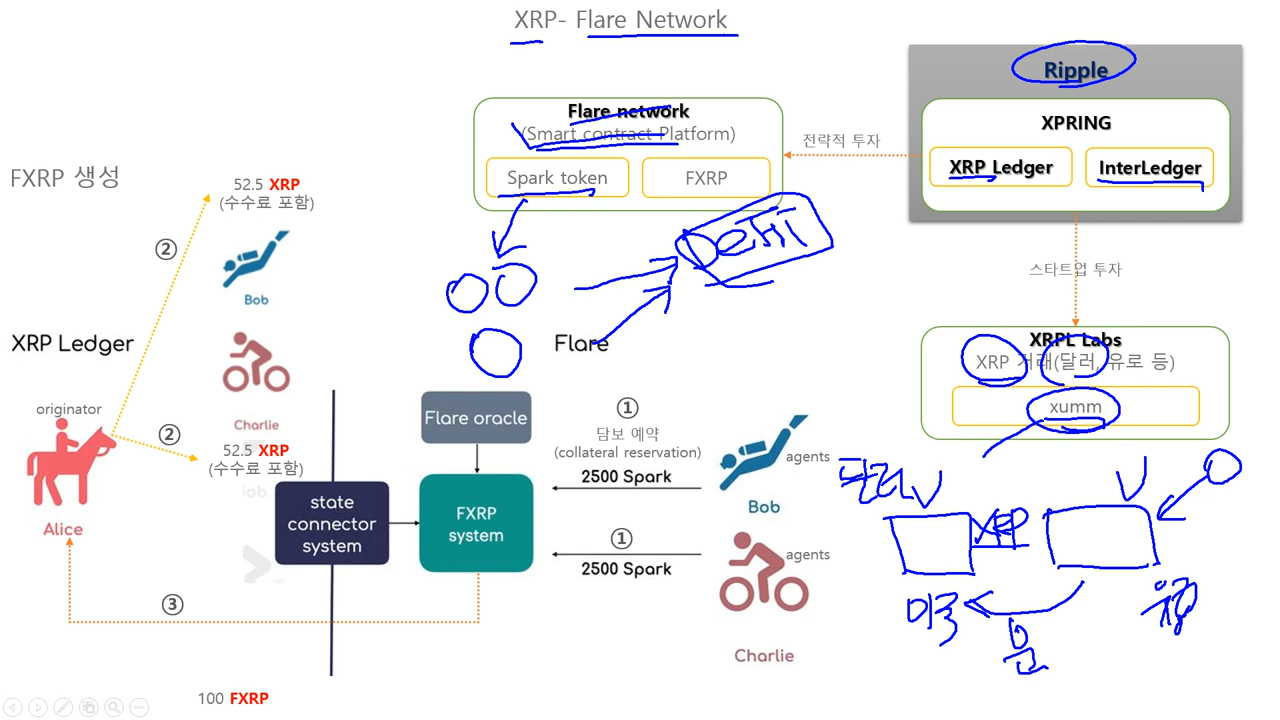 XRP- Flare Network
Ripple
XPRING
XRP Ledger
InterLedger
전략적 투자
Flare network
(Smart contract Platform)
Spark token
FXRP
FXRP 생성
52.5 XRP
(수수료 포함)
②
Bob
DeFi
스타트업 투자
XRPL Labs
XRP 거래(달러, 유로 등)
xumm
XRP Ledger
Flare
Charlie
originator
②
52.5 XRP
(수수료 포함)
Alice
Flare oracle
①
담보 예약
(collateral reservation)
2500 Spark
agents
Bob
state
connector
system
FXRP
system
①
2500 Spark
agents
Charlie
③
100 FXRP
달러
XRP
미국